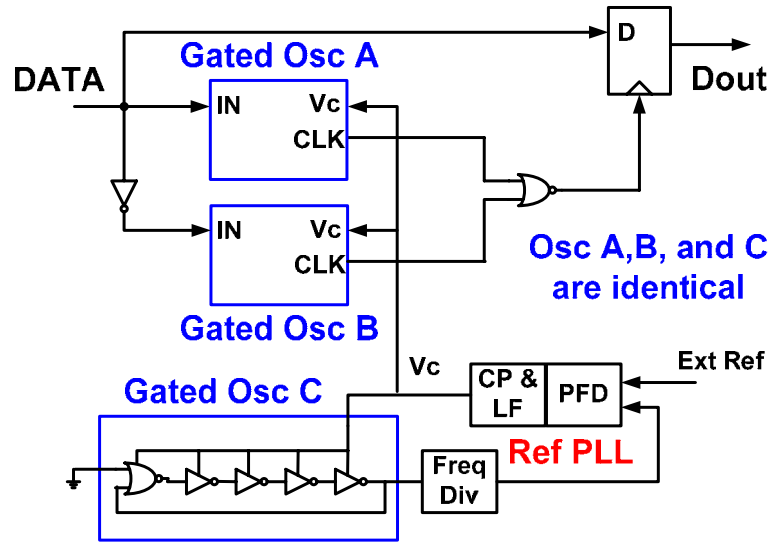 D
Gated Osc A
DATA
Dout
IN
Vc
CLK
IN
Vc
CLK
Osc A,B, and C
are identical
Gated Osc B
Vc
Ext Ref
Gated Osc C
CP &
LF
PFD
Ref PLL
Freq
Div